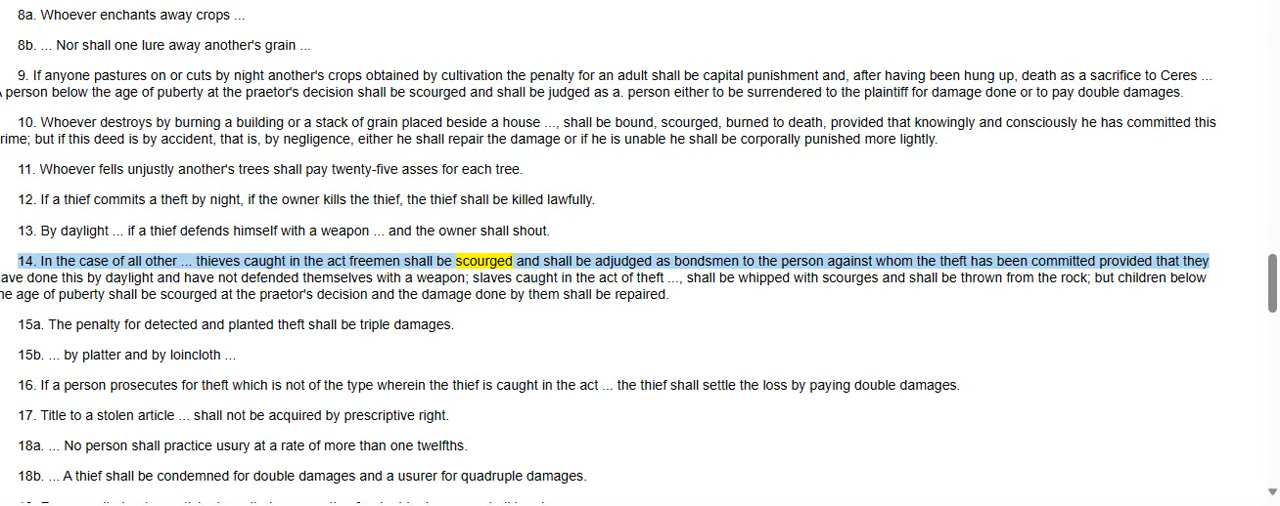 8a. Whoever enchants away crops ...
8b. ... Nor shall one lure away another's grain ...
9. If anyone pastures on or cuts by night another's crops obtained by cultivation the penalty for an adult shall be capital punishment and, after having been hung up, death as a sacrifice to Ceres ...
person below the age of puberty at the praetor's decision shall be scourged and shall be judged as a. person either to be surrendered to the plaintiff for damage done or to pay double damages.
10. Whoever destroys by burning a building or a stack of grain placed beside a house ..., shall be bound, scourged, burned to death, provided that knowingly and consciously he has committed this
rime; but if this deed is by accident, that is, by negligence, either he shall repair the damage or if he is unable he shall be corporally punished more lightly.
11. Whoever fells unjustly another's trees shall pay twenty-five asses for each tree.
12. If a thief commits a theft by night, if the owner kills the thief, the thief shall be killed lawfully.
13. By daylight ... if a thief defends himself with a weapon ... and the owner shall shout.
14. In the case of all other ... thieves caught in the act freemen shall be scourged and shall be adjudged as bondsmen to the person against whom the theft has been committed provided that they
ave done this by daylight and have not defended themselves with a weapon; slaves caught in the act of theft ..., shall be whipped with scourges and shall be thrown from the rock; but children below
he age of puberty shall be scourged at the praetor's decision and the damage done by them shall be repaired.
15a. The penalty for detected and planted theft shall be triple damages.
15b. ... by platter and by loincloth ...
16. If a person prosecutes for theft which is not of the type wherein the thief is caught in the act ... the thief shall settle the loss by paying double damages.
17. Title to a stolen article ... shall not be acquired by prescriptive right.
18a. ... No person shall practice usury at a rate of more than one twelfths.
18b. ... A thief shall be condemned for double damages and a usurer for quadruple damages.